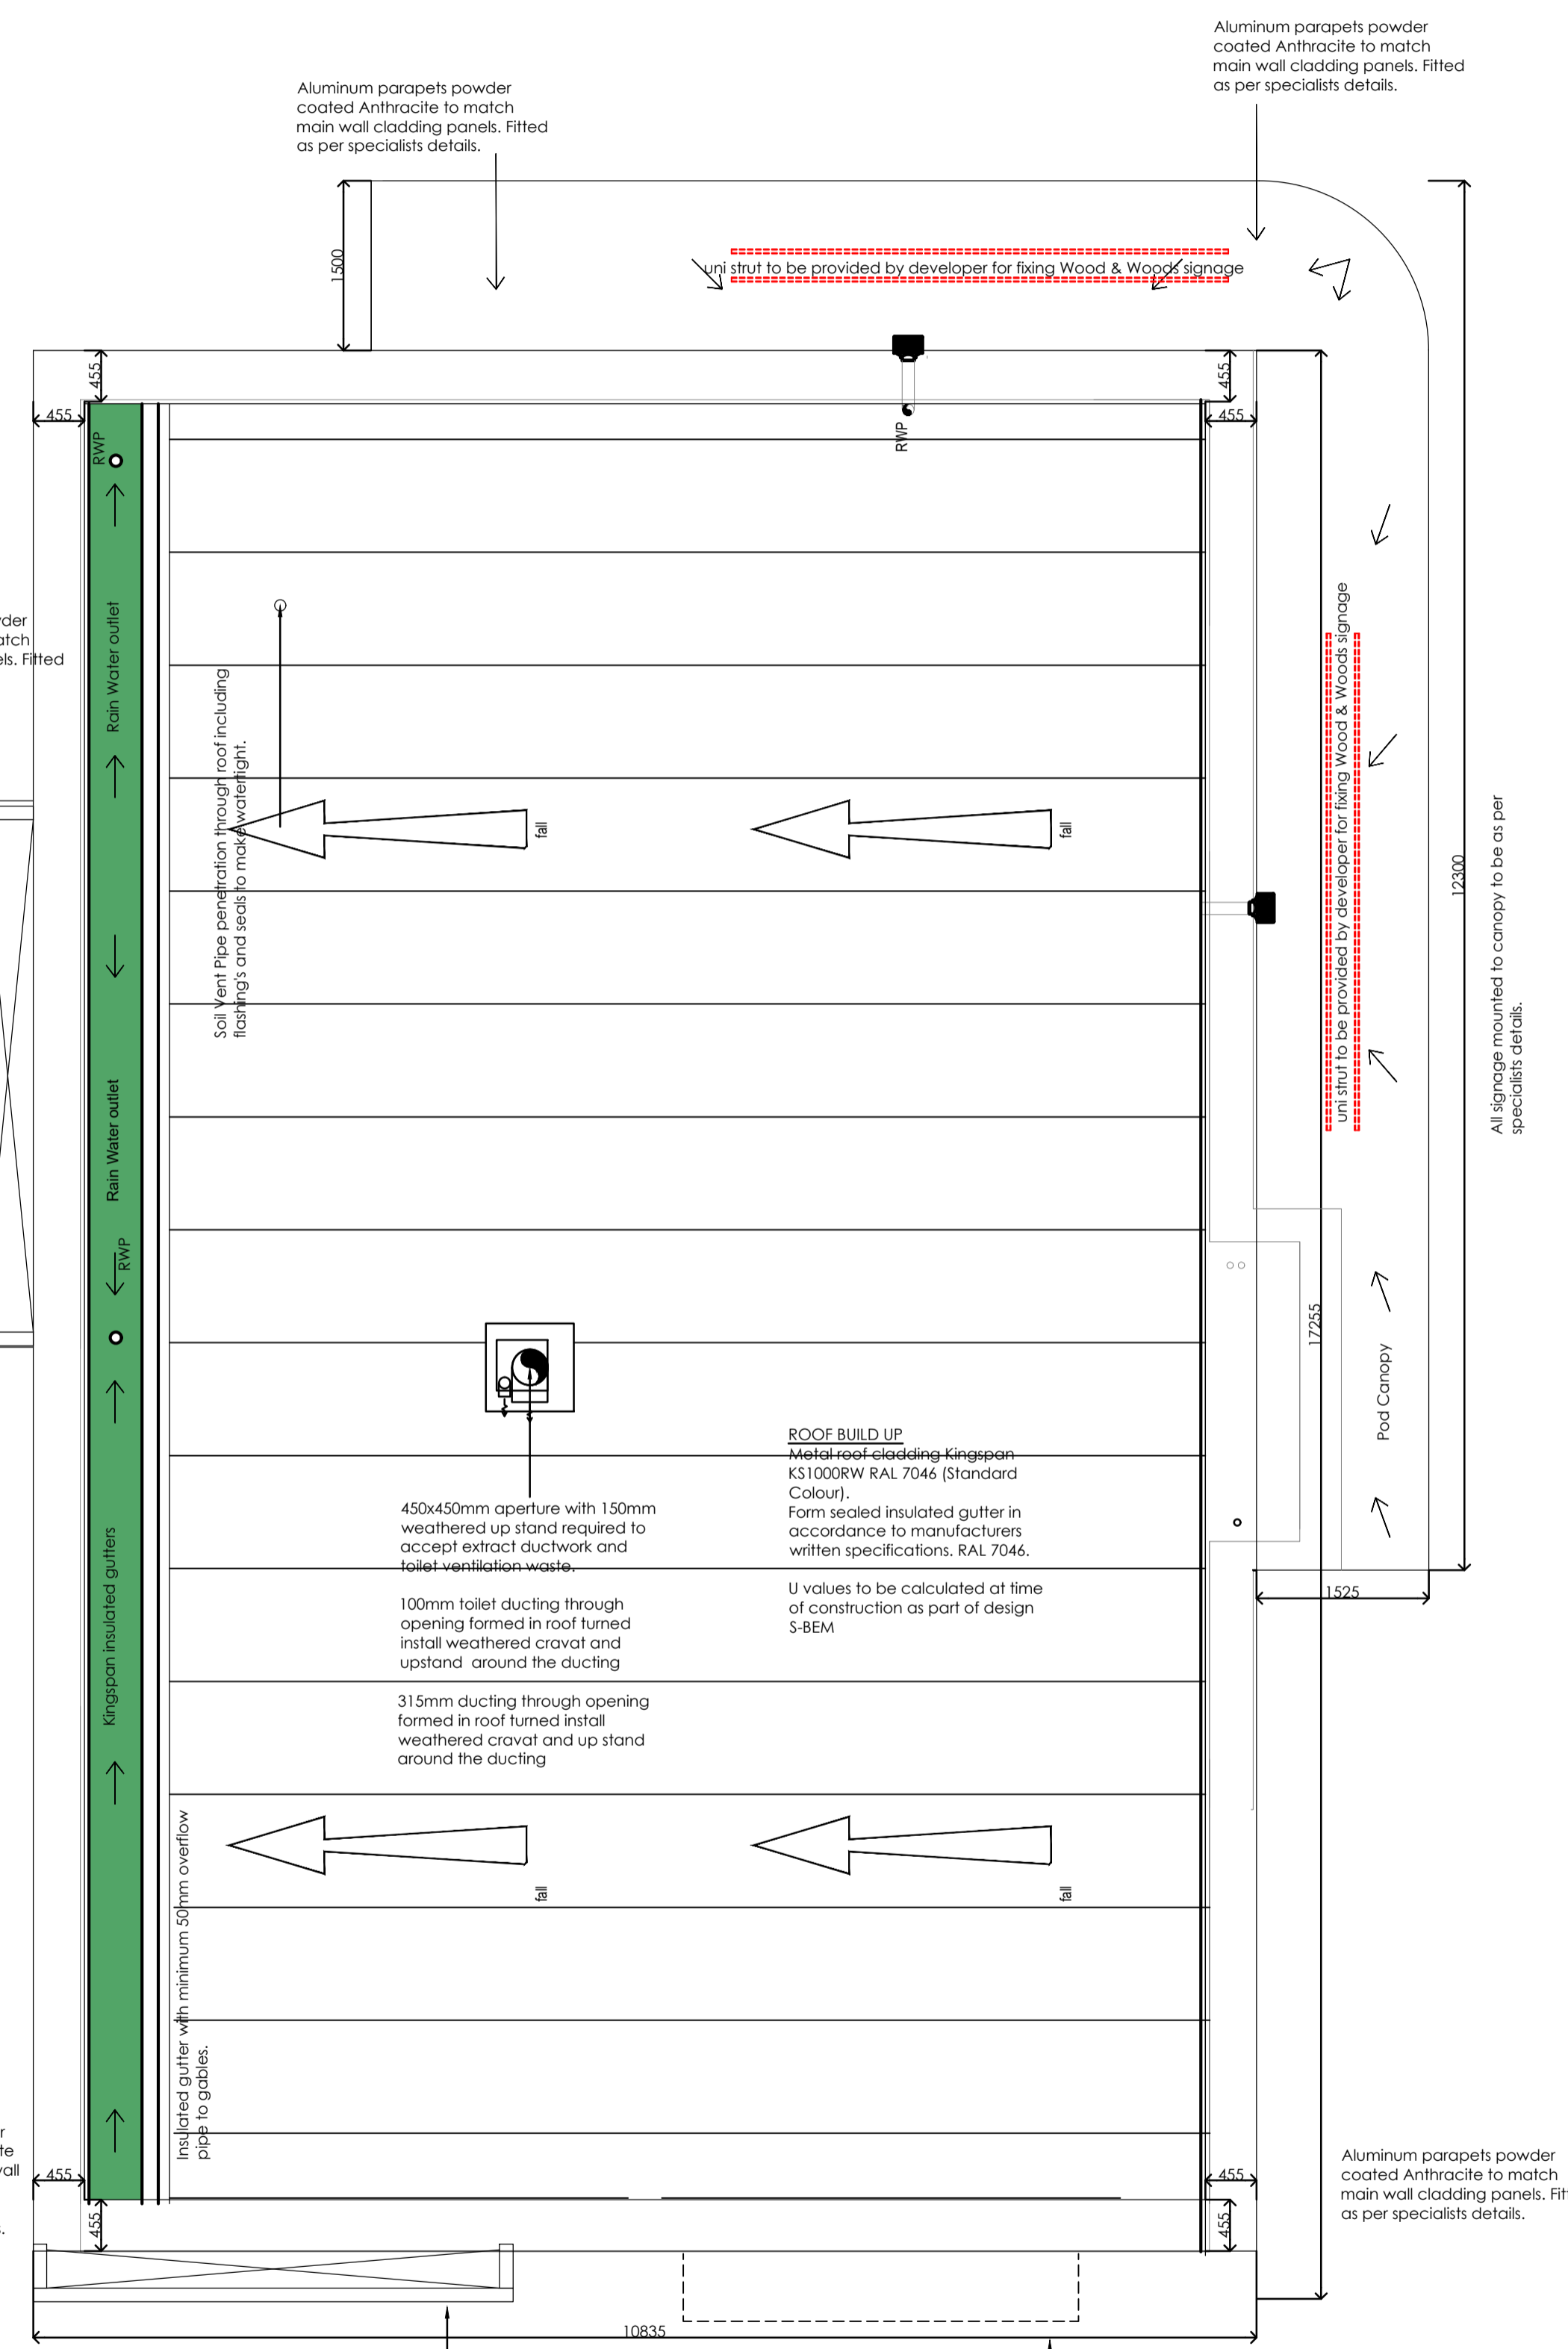 Aluminum parapets powder
coated Anthracite to match
main wall cladding panels. Fitted
as per specialists details.
Aluminum parapets powder
coated Anthracite to match
main wall cladding panels. Fitted
as per specialists details.
1500
uni strut to be provided by developer for fixing Wood & Woods signage
455
455
455
455
RWP
RWP
Rain Water outlet
els. Fitted
Soil Vent Pipe penetration through roof including
flashing's and seals to make watertight.
fall
fall
uni strut to be provided by developer for fixing Wood & Woods signage
12300
All signage mounted to canopy to be as per
specialists details.
Rain Water outlet
RWP
17255
Pod Canopy
1525
ROOF BUILD UP
Metal roof cladding Kingspan
KS1000RW RAL 7046 (Standard
Colour).
Form sealed insulated gutter in
accordance to manufacturers
written specifications. RAL 7046.
U values to be calculated at time
of construction as part of design
S-BEM
450x450mm aperture with 150mm
weathered up stand required to
accept extract ductwork and
toilet ventilation waste.
100mm toilet ducting through
opening formed in roof turned
install weathered cravat and
upstand  around the ducting
315mm ducting through opening
formed in roof turned install
weathered cravat and up stand
around the ducting
Kingspan insulated gutters
Insulated gutter with minimum 50mm overflow
pipe to gables.
fall
fall
455
455
455
455
Aluminum parapets powder
coated Anthracite to match
main wall cladding panels. Fit
as per specialists details.
10835